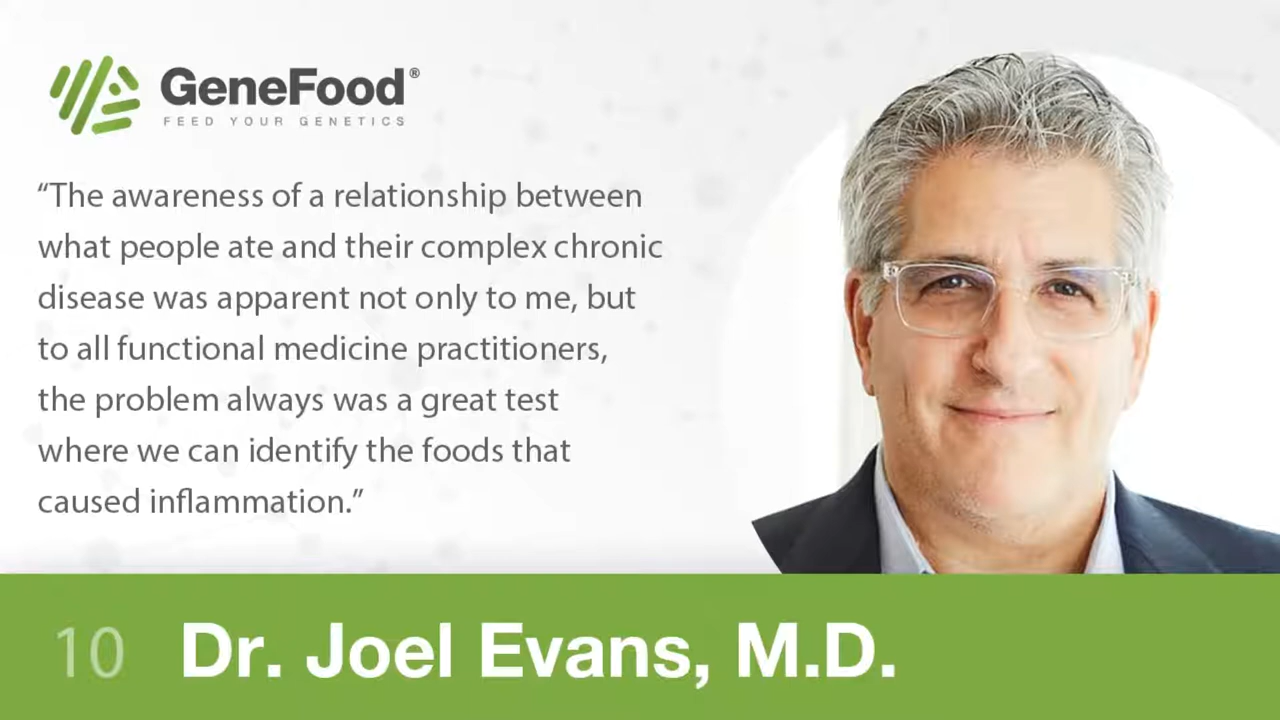 GeneFood®
FEED YOUR GENETICS
“The awareness of a relationship between
what people ate and their complex chronic
disease was apparent not only to me, but
to all functional medicine practitioners,
the problem always was a great test
where we can identify the foods that
caused inflammation.”
10 Dr. Joel Evans, M.D.